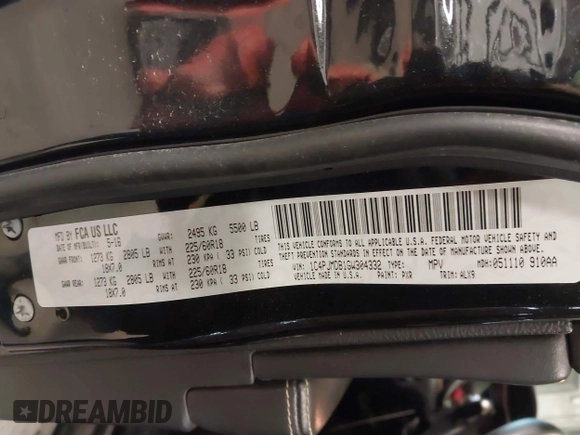 MFD BY FCA US LLC
DATE OF MFR(BUILT): 5-16 GVWR: 2495 KG 5500 LB
GAWR FRONT: 1273 KG 2805 LB WITH 225/60R18 TIRES
18X7.0 RIMS AT 230 KPA ( 33 PSI) COLD
GAWR REAR: 1273 KG 2805 LB WITH 225/60R18 TIRES
18X7.0 RIMS AT 230 KPA ( 33 PSI) COLD
THIS VEHICLE CONFORMS TO ALL APPLICABLE U.S.A. FEDERAL MOTOR VEHICLE SAFETY AND
THEFT PREVENTION STANDARDS IN EFFECT ON THE DATE OF MANUFACTURE SHOWN ABOVE.
VIN: 1C4PJMDB1GW304332 TYPE: MPV MDH: 051110 910AA
VEHICLE MADE IN U.S.A. PAINT: PXR TRIM: ALX9
DREAMBID